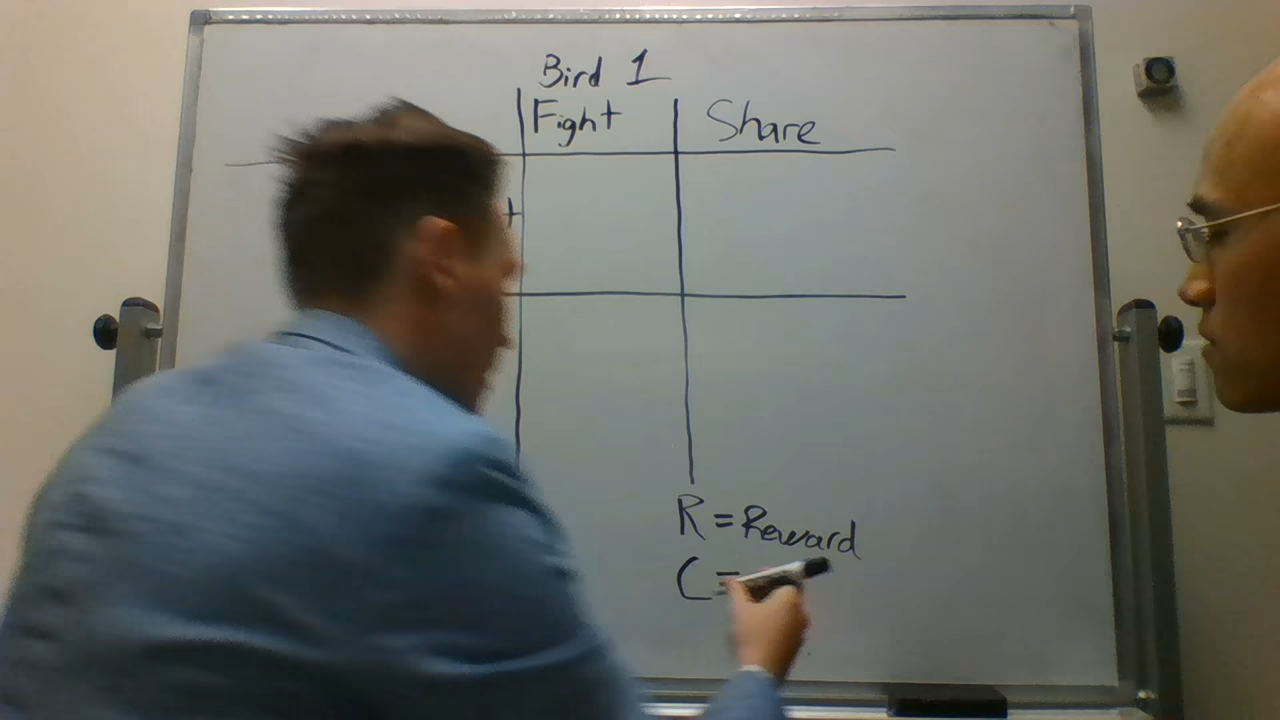 Bird 1
Fight Share
R = Reward
C =